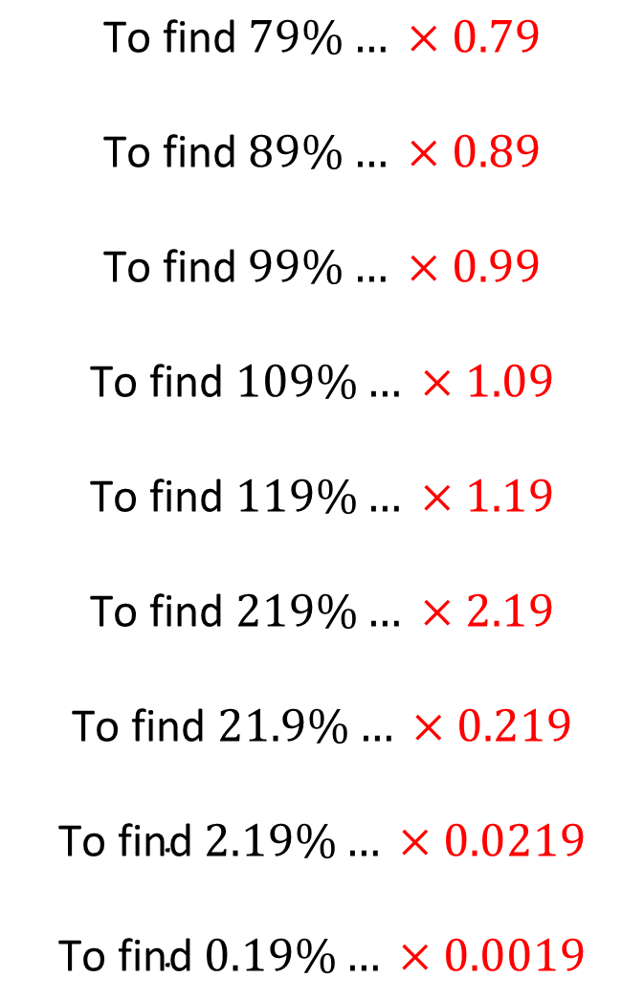 To find 79% ... × 0.79
To find 89% ... × 0.89
To find 99% ... × 0.99
To find 109% ... × 1.09
To find 119% ... × 1.19
To find 219% ... × 2.19
To find 21.9% ... × 0.219
To find 2.19% ... × 0.0219
To find 0.19% ... × 0.0019